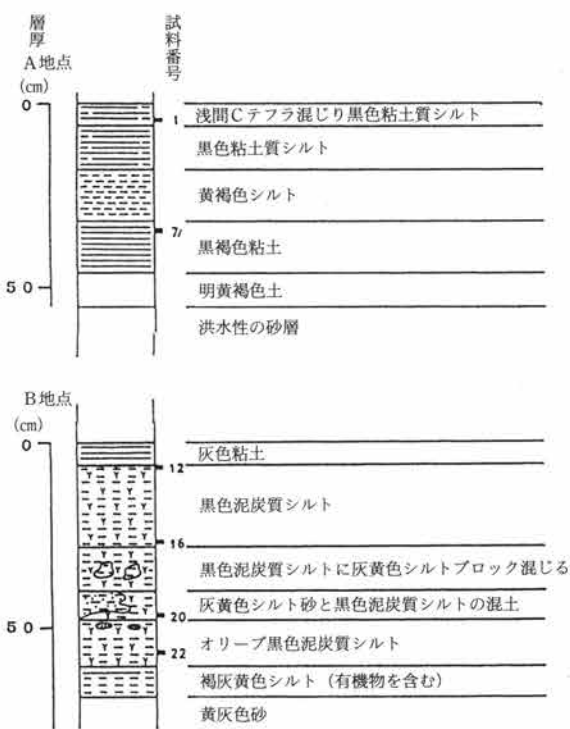 層厚
試料番号
A地点
(cm)
0
1
浅間Cテフラ混じり黒色粘土質シルト
黒色粘土質シルト
黄褐色シルト
7
黒褐色粘土
50
明黄褐色土
洪水性の砂層
B地点
(cm)
0
灰色粘土
12
黒色泥炭質シルト
16
黒色泥炭質シルトに灰黄色シルトブロック混じる
灰黄色シルト砂と黒色泥炭質シルトの混土
50
20
オリーブ黒色泥炭質シルト
22
褐灰黄色シルト（有機物を含む）
黄灰色砂